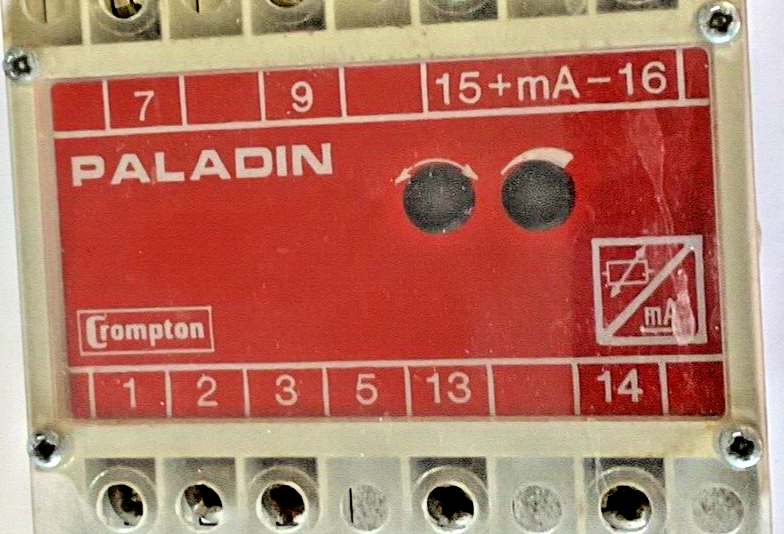 7 9 15+mA-16
PALADIN
mA
Crompton
1 2 3 5 13 14